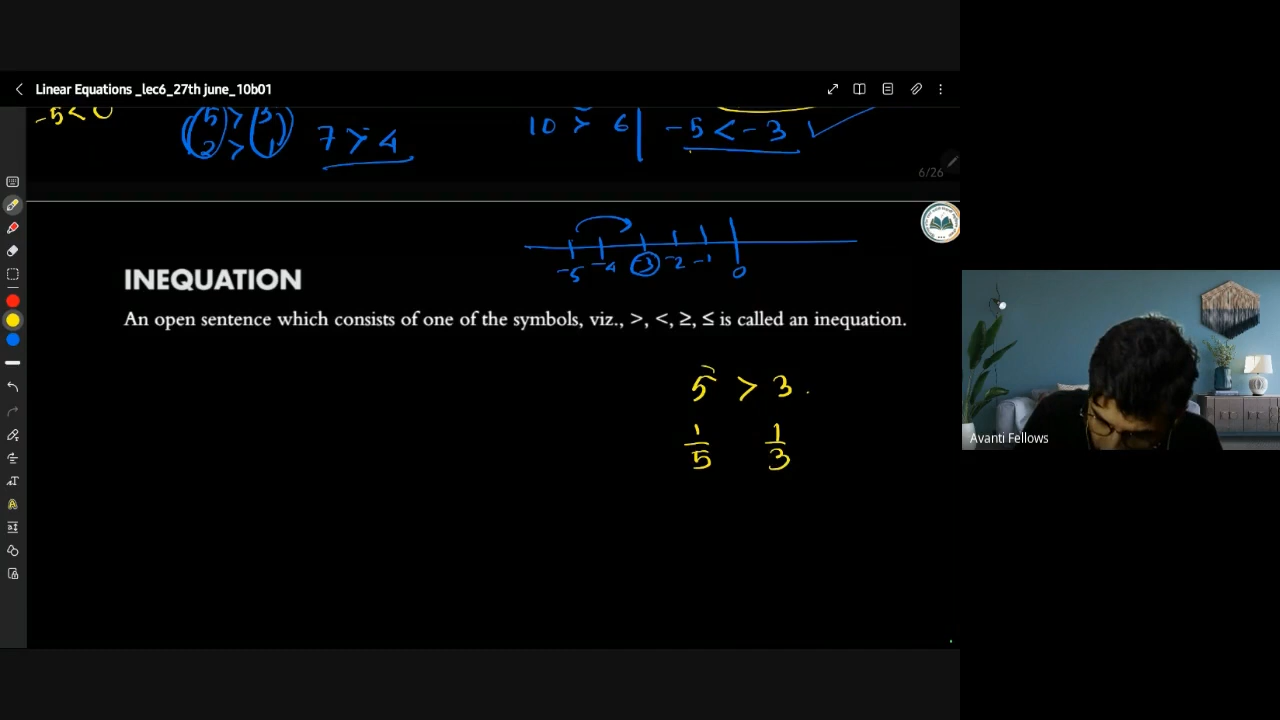 Linear Equations _lec6_27th june_10b01
-5 < 0
5 > 3
2 > 1
7 > 4
10 > 6
-5 < -3 ✓
6/26
-5 -4 -3 -2 -1 0
INEQUATION
An open sentence which consists of one of the symbols, viz., >, <, ≥, ≤ is called an inequation.
5 > 3
1/5 1/3
Avanti Fellows